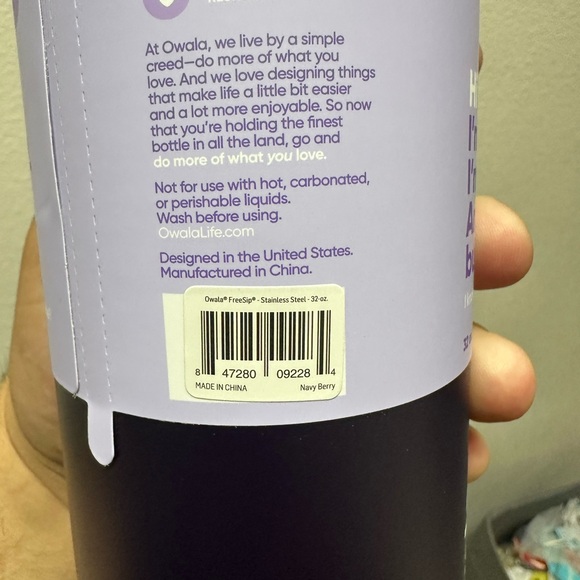 At Owala, we live by a simple
creed—do more of what you
love. And we love designing things
that make life a little bit easier
and a lot more enjoyable. So now
that you're holding the finest
bottle in all the land, go and
do more of what you love.
Not for use with hot, carbonated,
or perishable liquids.
Wash before using.
OwalaLife.com
Designed in the United States.
Manufactured in China.
Owala® FreeSip® - Stainless Steel - 32 oz.
8 47280 09228 4
MADE IN CHINA Navy Berry